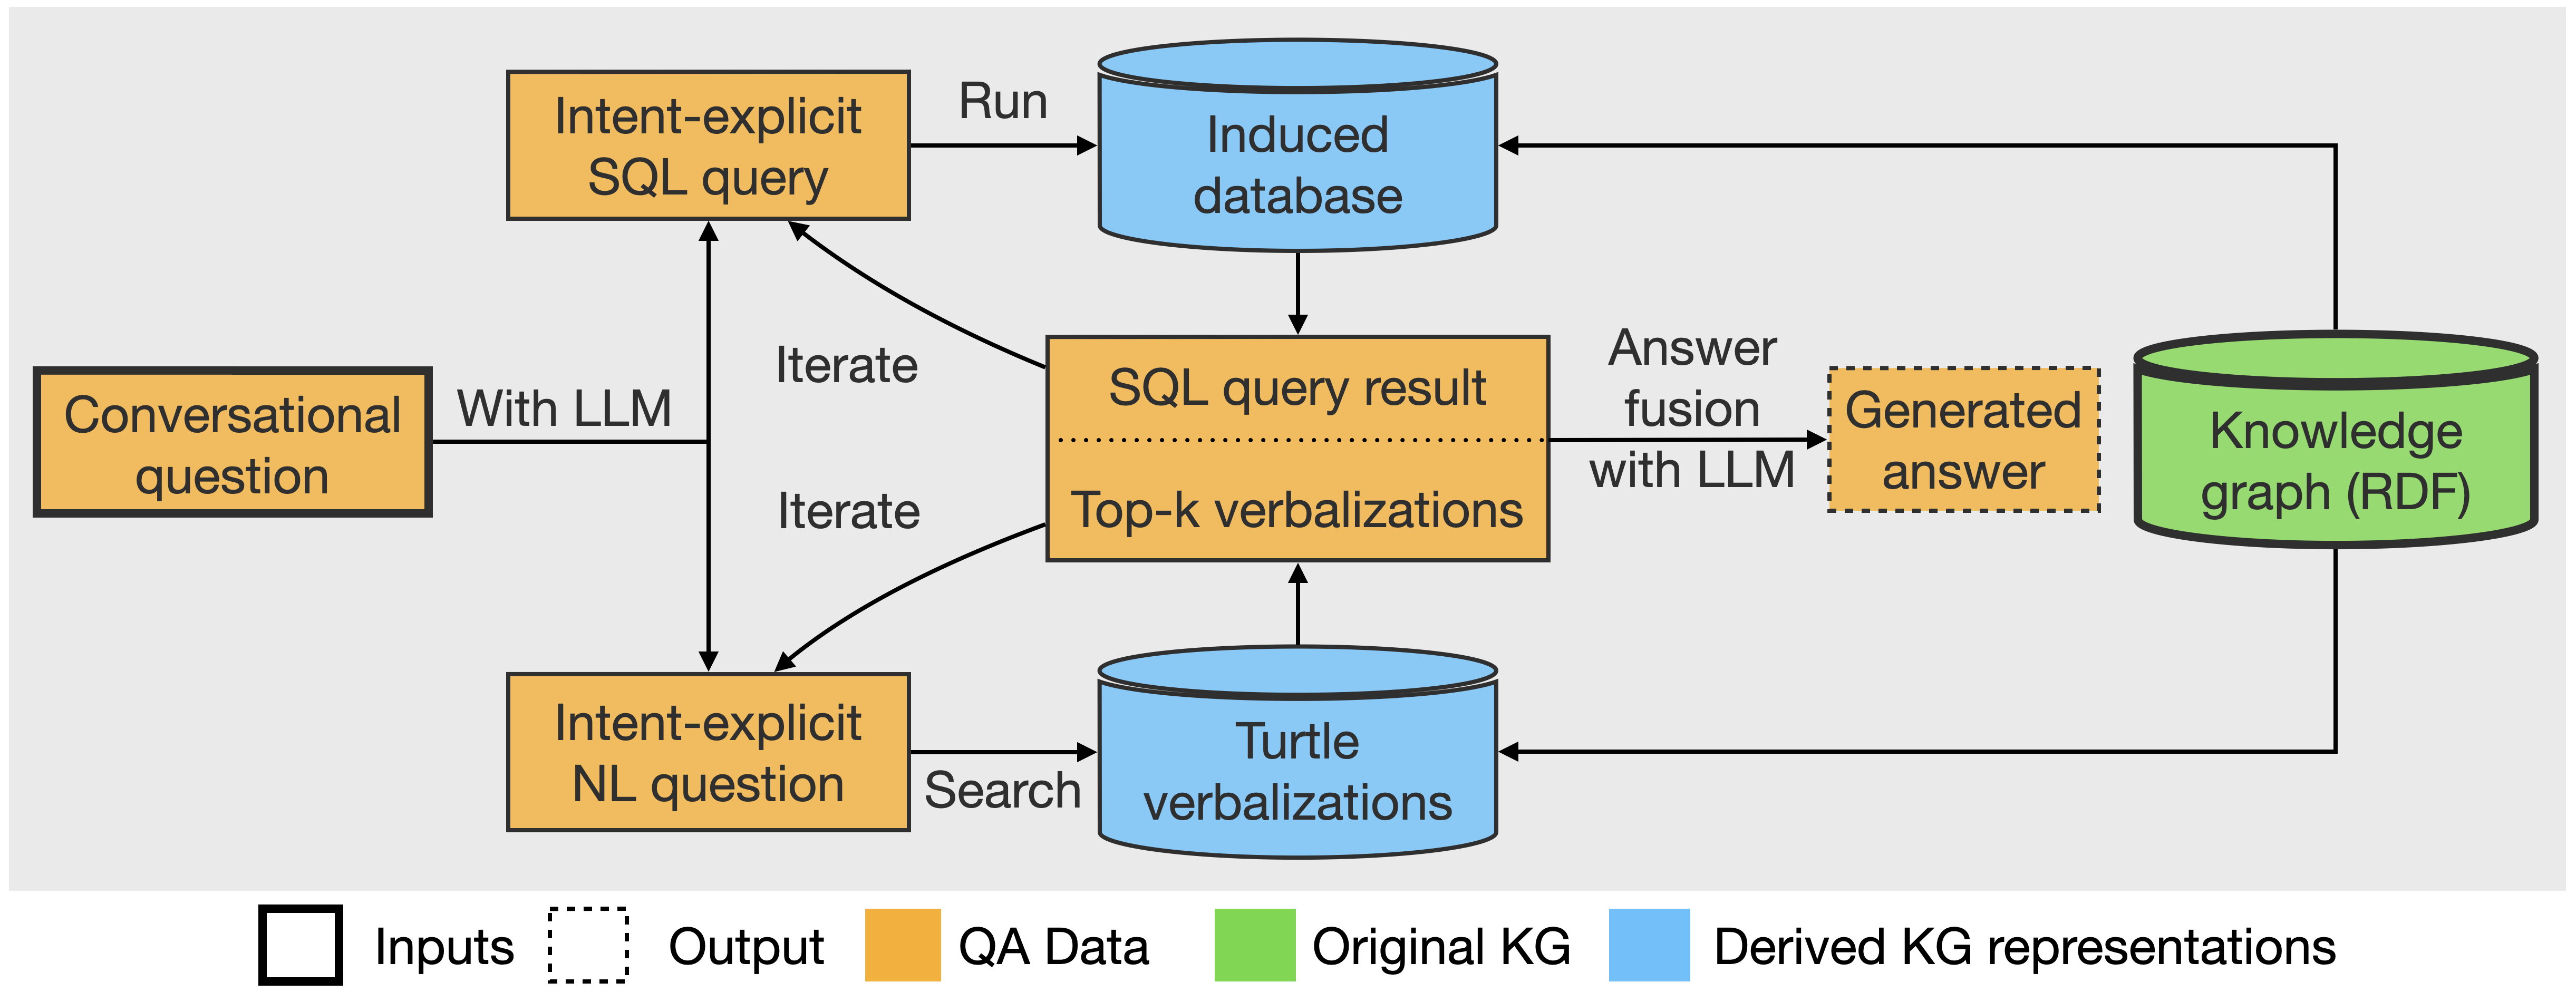 Intent-explicit
SQL query
Run
Induced
database
Conversational
question
With LLM
Iterate
Iterate
SQL query result
Top-k verbalizations
Answer
fusion
with LLM
Generated
answer
Knowledge
graph (RDF)
Intent-explicit
NL question
Search
Turtle
verbalizations
Inputs
Output
QA Data
Original KG
Derived KG representations